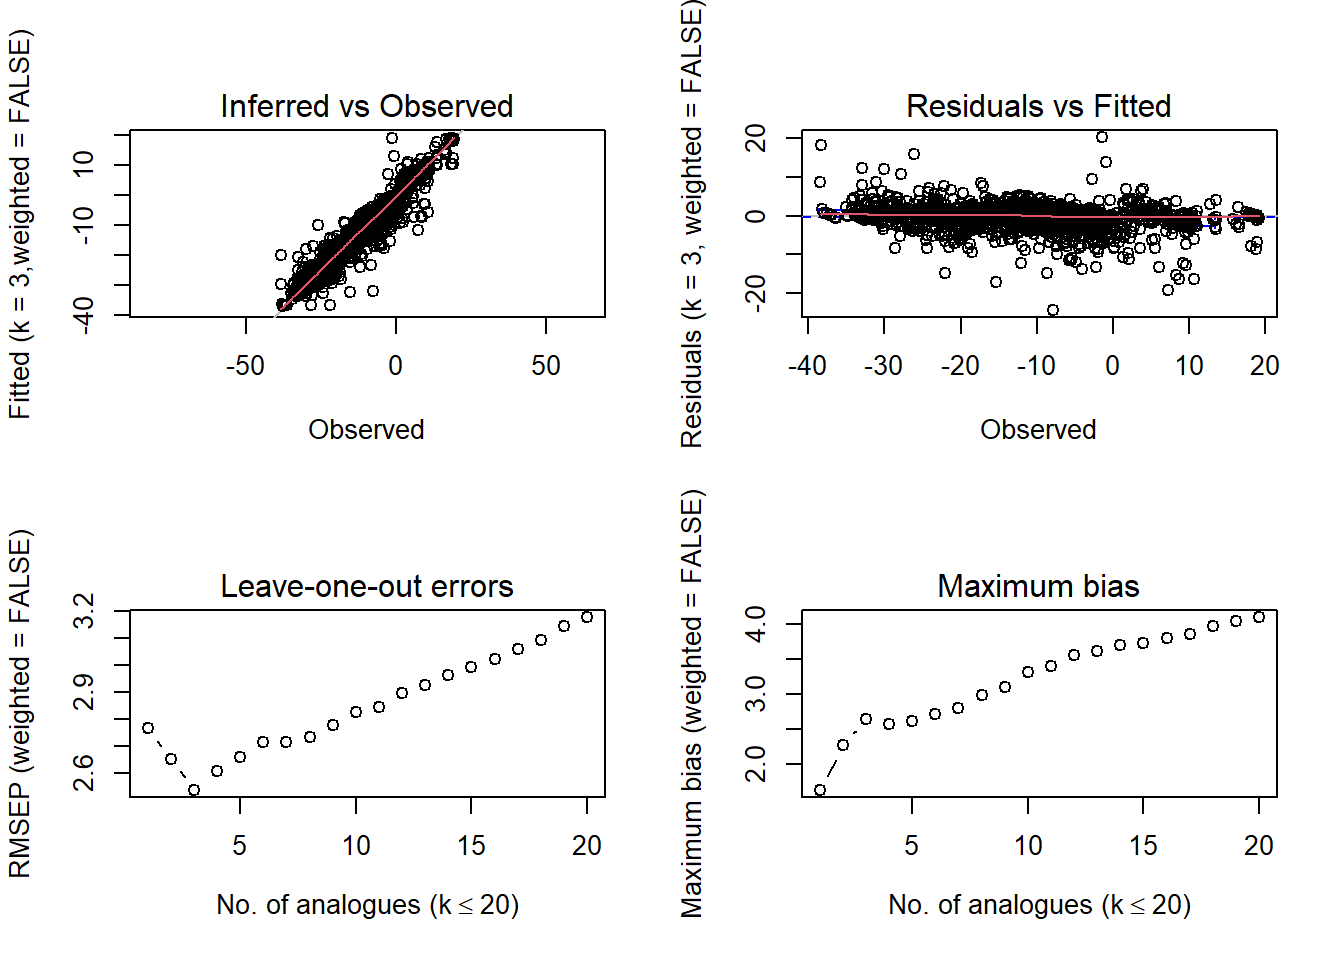 Inferred vs Observed
Fitted (k = 3,weighted = FALSE)
10
-10
-40
-50 0 50
Observed
Residuals vs Fitted
Residuals (k = 3, weighted = FALSE)
20
0
-20
-40 -30 -20 -10 0 10 20
Observed
Leave-one-out errors
RMSEP (weighted = FALSE)
3.2
2.9
2.6
5 10 15 20
No. of analogues (k ≤ 20)
Maximum bias
Maximum bias (weighted = FALSE)
4.0
3.0
2.0
5 10 15 20
No. of analogues (k ≤ 20)